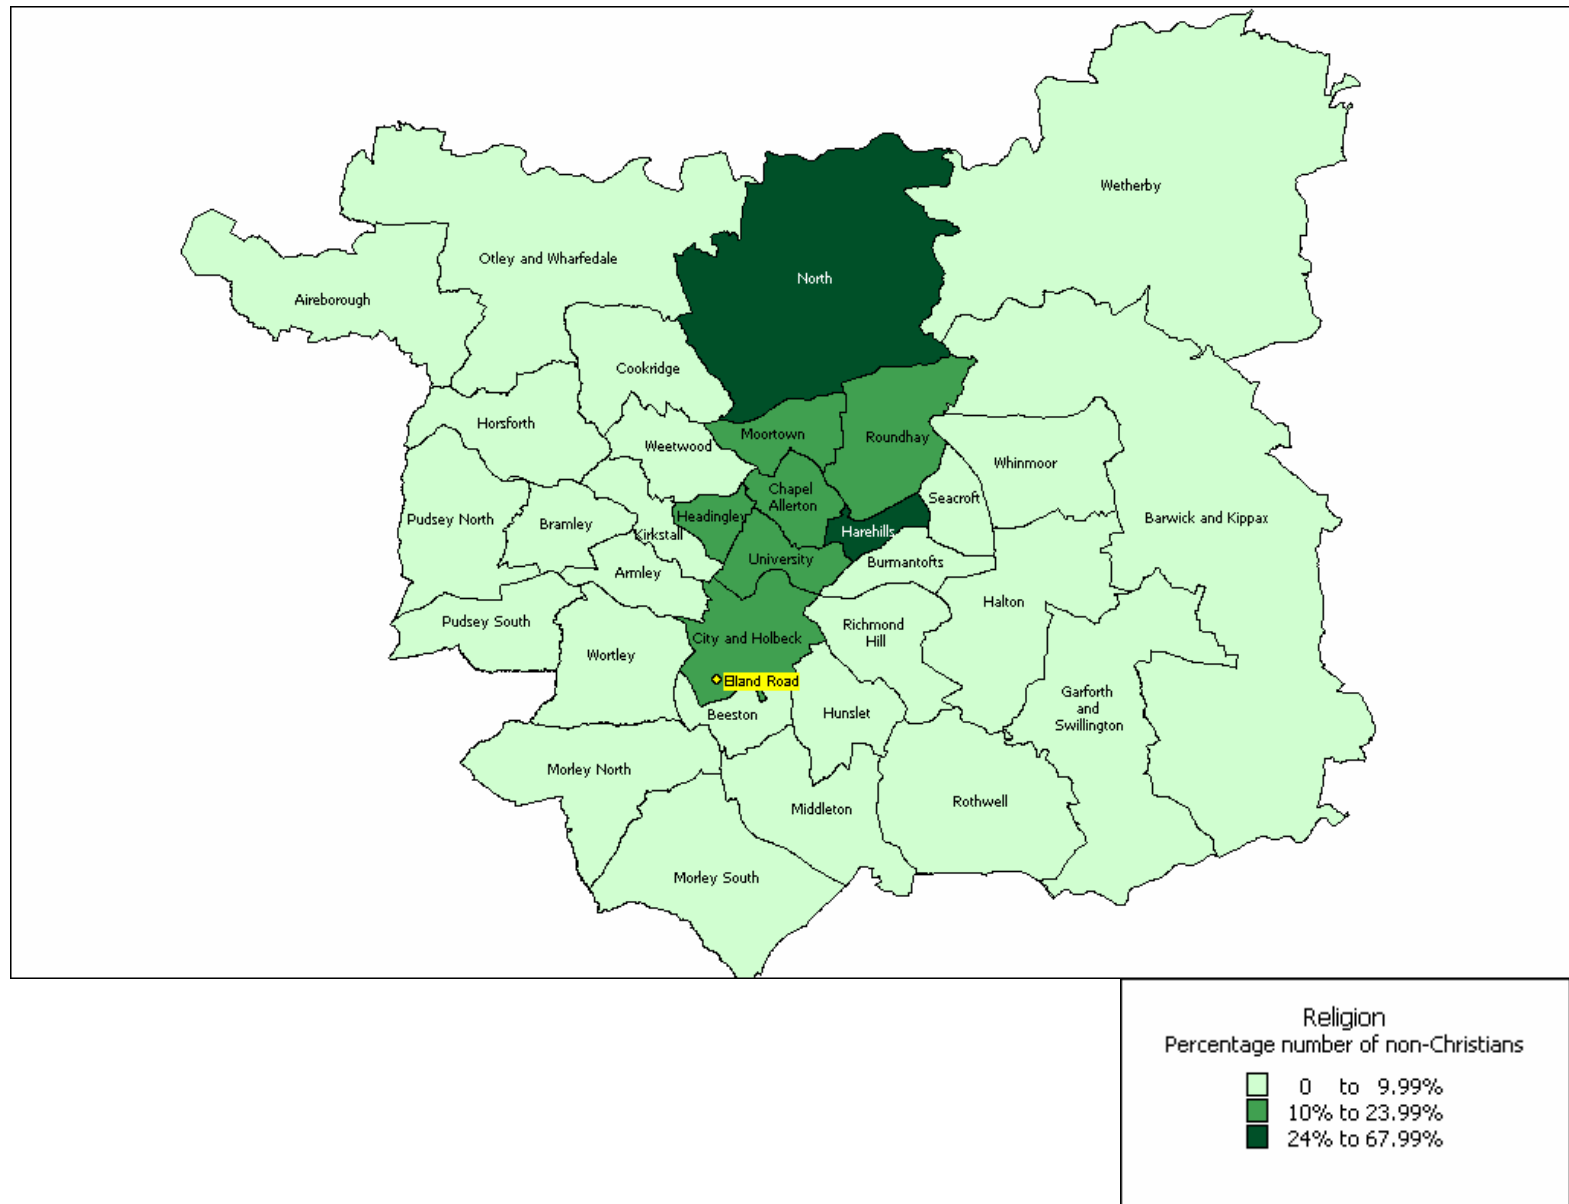 Wetherby
Otley and Wharfedale
North
Aireborough
Cookridge
Horsforth
Moortown
Roundhay
Weetwood
Whinmoor
Chapel
Allerton
Seacroft
Pudsey North
Bramley
Headingley
Barwick and Kippax
Kirkstall
Harehills
University
Burmantofts
Armley
Halton
Pudsey South
Richmond
Hill
City and Holbeck
Wortley
Elland Road
Garforth
and
Swillington
Beeston
Hunslet
Morley North
Rothwell
Middleton
Morley South
Religion
Percentage number of non-Christians
0 to 9.99%
10% to 23.99%
24% to 67.99%